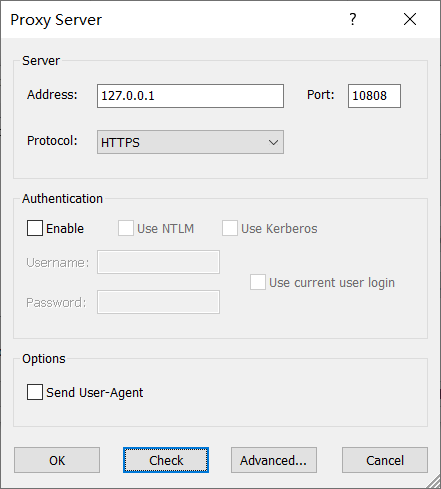 Proxy Server ?
Server
Address: 127.0.0.1 Port: 10808
Protocol: HTTPS
Authentication
Enable Use NTLM Use Kerberos
Username:
Use current user login
Password:
Options
Send User-Agent
OK Check Advanced... Cancel